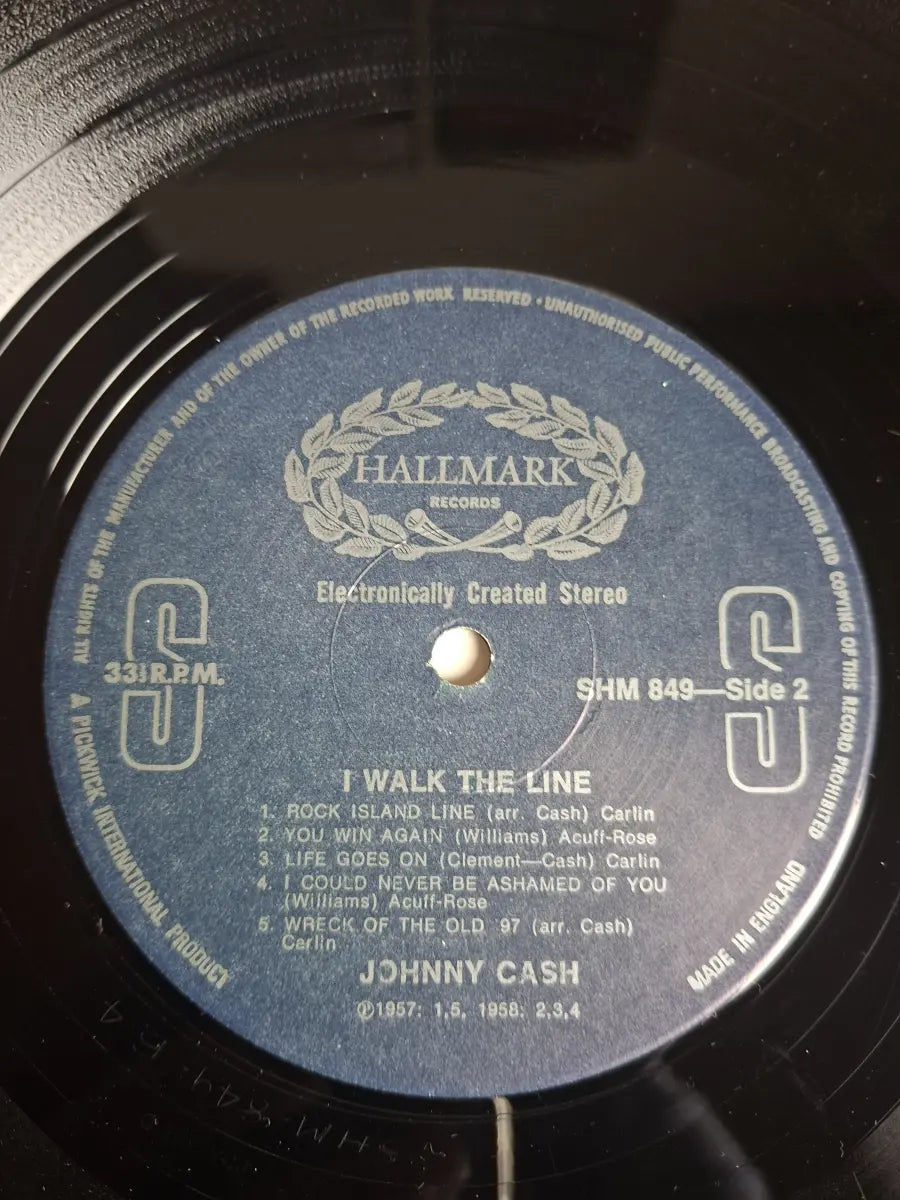 ALL RIGHTS OF THE MANUFACTURER AND OF THE OWNER OF THE RECORDED WORK RESERVED · UNAUTHORISED PUBLIC PERFORMANCE BROADCASTING AND COPYING OF THIS RECORD PROHIBITED
HALLMARK
RECORDS
Electronically Created Stereo
33⅓ R.P.M.
SHM 849—Side 2
I WALK THE LINE
1. ROCK ISLAND LINE (arr. Cash) Carlin
2. YOU WIN AGAIN (Williams) Acuff-Rose
3. LIFE GOES ON (Clement—Cash) Carlin
4. I COULD NEVER BE ASHAMED OF YOU
(Williams) Acuff-Rose
5. WRECK OF THE OLD '97 (arr. Cash)
Carlin
JOHNNY CASH
℗1957: 1,5, 1958: 2,3,4
A PICKWICK INTERNATIONAL PRODUCT
MADE IN ENGLAND
SHM 849